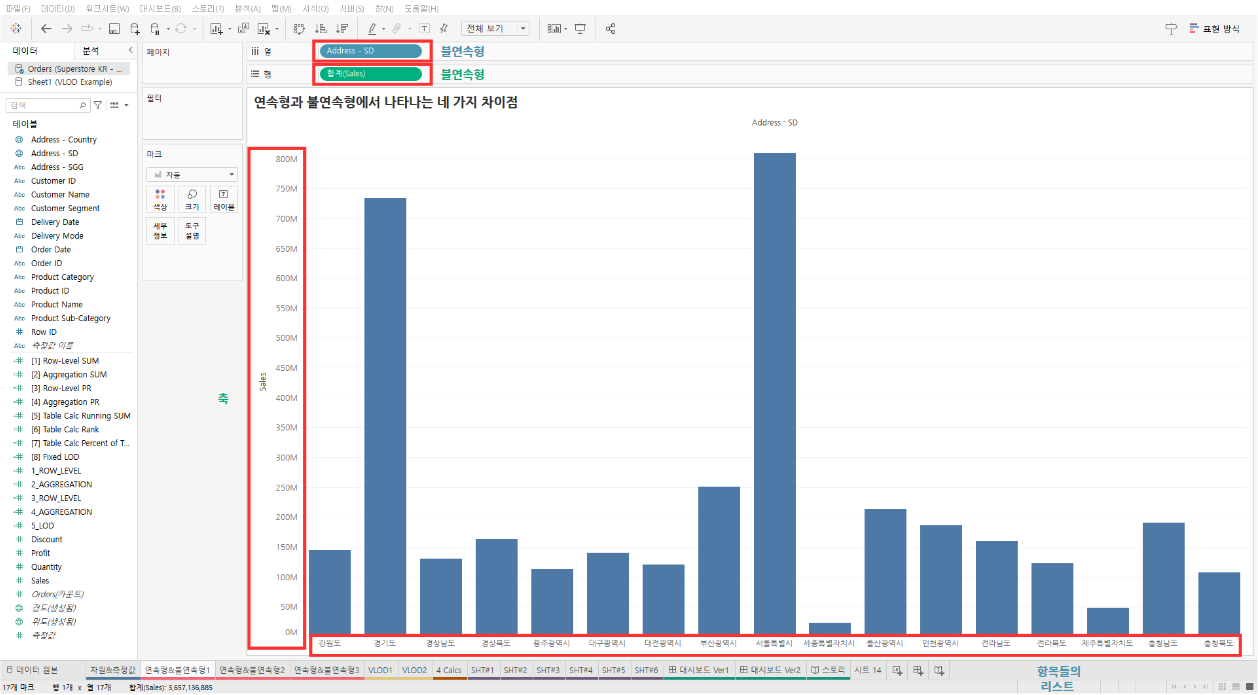 파일(F) 데이터(D) 워크시트(W) 대시보드(B) 스토리(T) 분석(A) 맵(M) 서식(O) 서버(S) 창(N) 도움말(H)
전체 보기 표현 방식
데이터 분석
Orders (Superstore KR - ...
Sheet1 (VLOD Example)
검색
테이블
Address - Country
Address - SD
Abc Address - SGG
Abc Customer ID
Abc Customer Name
Abc Customer Segment
Delivery Date
Abc Delivery Mode
Order Date
Abc Order ID
Abc Product Category
Abc Product ID
Abc Product Name
Abc Product Sub-Category
# Row ID
Abc 측정값 이름
=# [1] Row-Level SUM
=# [2] Aggregation SUM
=# [3] Row-Level PR
=# [4] Aggregation PR
=# [5] Table Calc Running SUM
=# [6] Table Calc Rank
=# [7] Table Calc Percent of T...
=# [8] Fixed LOD
=# 1_ROW_LEVEL
=# 2_AGGREGATION
=# 3_ROW_LEVEL
=# 4_AGGREGATION
=# 5_LOD
# Discount
# Profit
# Quantity
# Sales
# Orders(카운트)
경도(생성됨)
위도(생성됨)
# 측정값
페이지
필터
마크
자동
색상 크기 레이블
세부 정보 도구 설명
열 Address - SD 불연속형
행 합계(Sales) 불연속형
연속형과 불연속형에서 나타나는 네 가지 차이점
Address - SD
800M
750M
700M
650M
600M
550M
500M
450M
400M
350M
300M
250M
200M
150M
100M
50M
0M
Sales
축
강원도 경기도 경상남도 경상북도 광주광역시 대구광역시 대전광역시 부산광역시 서울특별시 세종특별자치시 울산광역시 인천광역시 전라남도 전라북도 제주특별자치도 충청남도 충청북도
항목들의
리스트
데이터 원본 차원&측정값 연속형&불연속형1 연속형&불연속형2 연속형&불연속형3 VLOD1 VLOD2 4 Calcs SHT#1 SHT#2 SHT#3 SHT#4 SHT#5 SHT#6 대시보드 Ver1 대시보드 Ver2 스토리 시트 14
17개 마크 행 1개 x 열 17개 합계(Sales): 3,657,136,885